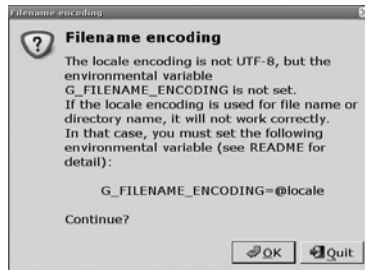 Filename encoding
Filename encoding
The locale encoding is not UTF-8, but the
environmental variable
G_FILENAME_ENCODING is not set.
If the locale encoding is used for file name or
directory name, it will not work correctly.
In that case, you must set the following
environmental variable (see README for
detail):
G_FILENAME_ENCODING=@locale
Continue?
OK
Quit